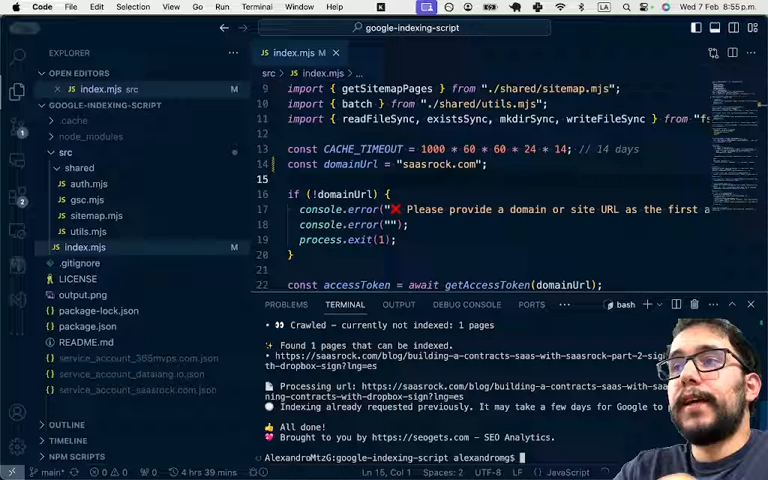 Code File Edit Selection View Go Run Terminal Window Help Wed 7 Feb 8:55 p.m.
google-indexing-script
EXPLORER
index.mjs M
OPEN EDITORS
index.mjs src M
src > index.mjs > ...
GOOGLE-INDEXING-SCRIPT
.cache
node_modules
src
shared
auth.mjs
gsc.mjs
sitemap.mjs
utils.mjs
index.mjs M
.gitignore
LICENSE
output.png
package-lock.json
package.json
README.md
service_account_365mvps.com.json
service_account_dataiang.io.json
service_account_saasrock.com.json
OUTLINE
TIMELINE
NPM SCRIPTS
9 import { getSitemapPages } from "./shared/sitemap.mjs";
10 import { batch } from "./shared/utils.mjs";
11 import { readFileSync, existsSync, mkdirSync, writeFileSync } from "fs
12
13 const CACHE_TIMEOUT = 1000 * 60 * 60 * 24 * 14; // 14 days
14 const domainUrl = "saasrock.com";
15
16 if (!domainUrl) {
17 console.error("❌ Please provide a domain or site URL as the first a
18 console.error("");
19 process.exit(1);
20 }
21
22 const accessToken = await getAccessToken(domainUrl);
PROBLEMS TERMINAL OUTPUT DEBUG CONSOLE PORTS ... bash
• 👀 Crawled - currently not indexed: 1 pages
✨ Found 1 pages that can be indexed.
• https://saasrock.com/blog/building-a-contracts-saas-with-saasrock-part-2-sig
th-dropbox-sign?lng=es
📄 Processing url: https://saasrock.com/blog/building-a-contracts-saas-with-saas
ning-contracts-with-dropbox-sign?lng=es
🕛 Indexing already requested previously. It may take a few days for Google to
👍 All done!
💖 Brought to you by https://seogets.com - SEO Analytics.
AlexandroMtzG:google-indexing-script alexandromg$
main* 0 0 0 4 hrs 39 mins Ln 15, Col 1 Spaces: 2 UTF-8 LF JavaScript